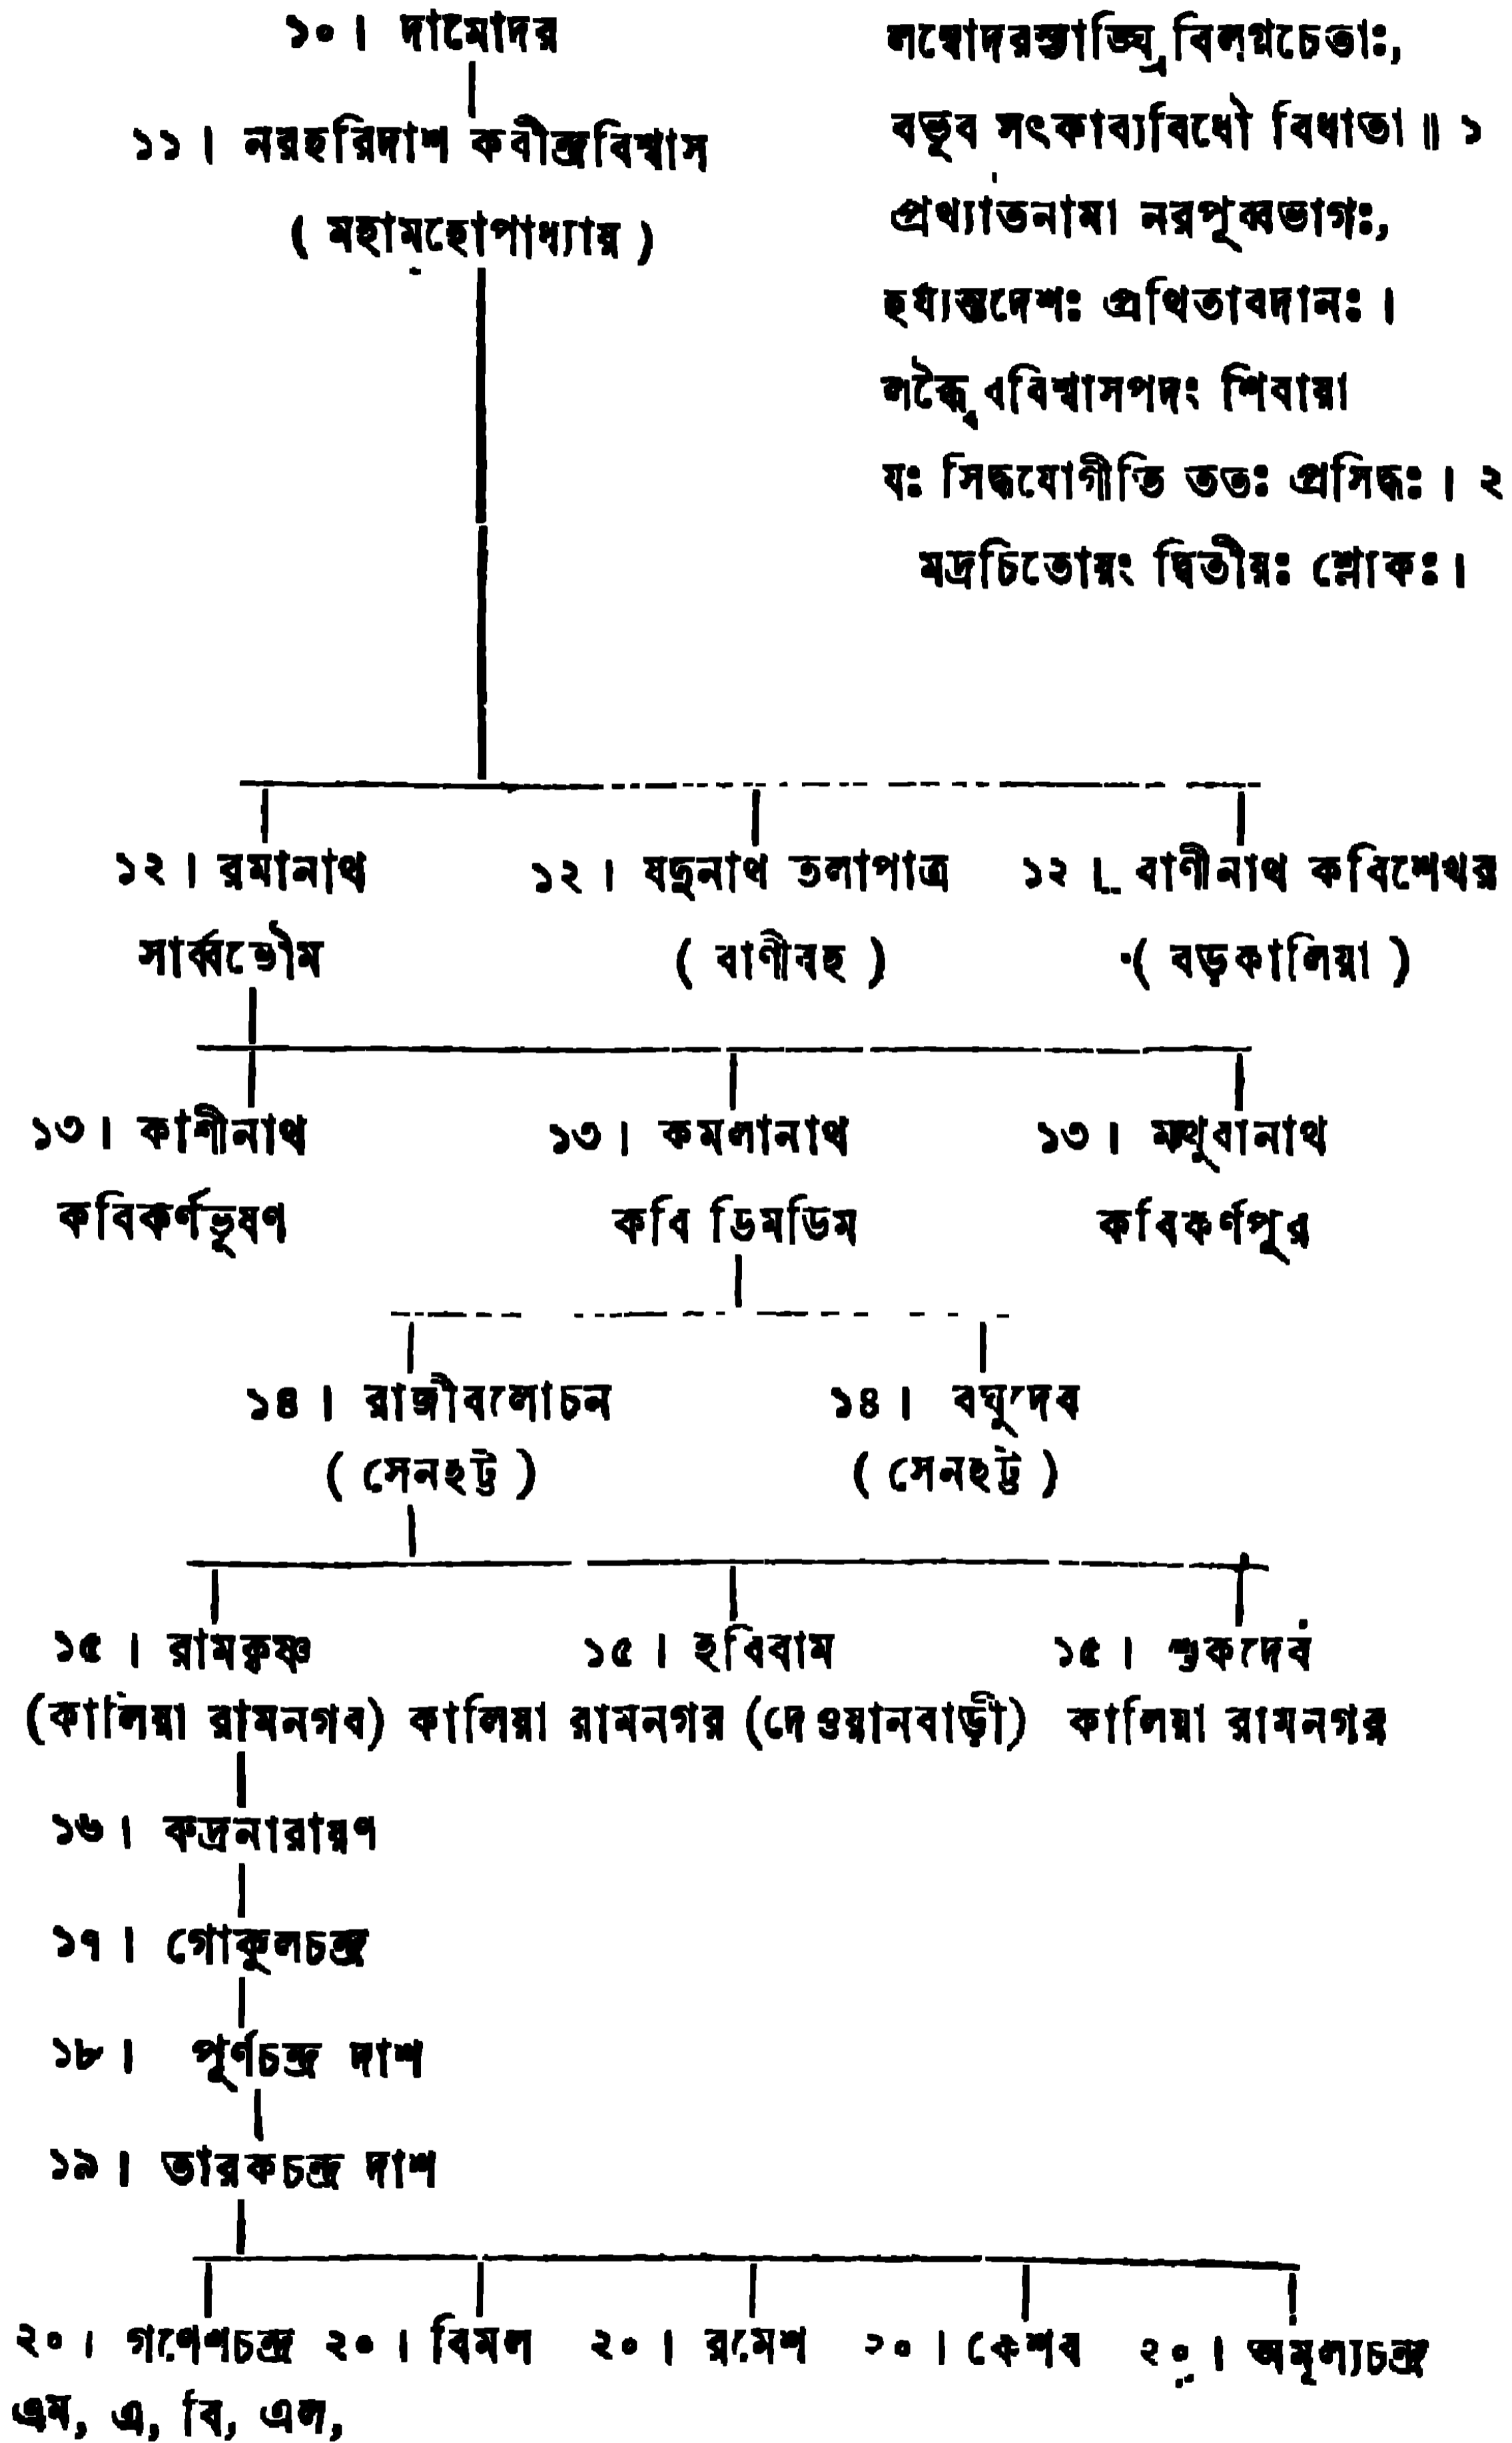 ১০। দামোদর
১১। নরহরিদাশ কবীন্দ্রবিশ্বাস
( মহামহোপাধ্যায় )
লম্বোদরস্যাঙ্ঘ্রি বিলগ্নচেতাঃ,
বভূব সৎকাব্যবিধৌ বিধাতা॥ ১
প্রখ্যাতনামা নরপূর্ব্বভাগঃ,
হর্য্যন্তদেশঃ প্রথিতাবদানঃ।
বিশ্বাসপদং শিবায়া
যঃ সিদ্ধযোগীতি ততঃ প্রসিদ্ধঃ। ২
মদ্রচিতোয়ং দ্বিতীয়ঃ শ্লোকঃ।
১২। রমানাথ ১২। যদুনাথ তলাপাত্র ১২। বাণীনাথ কবিশেখর
সার্ব্বভৌম ( বাণীবহ ) ( বড়কালিয়া )
১৩। কাশীনাথ ১৩। কমলানাথ ১৩। মথুবানাথ
কবিকর্ণভূষণ কবি ডিমডিম কবিকর্ণপূর
১৪। রাজীবলোচন ১৪। বঘুদেব
( সেনহট্ট ) ( সেনহট্ট )
১৫। রামকৃষ্ণ ১৫। হবিবাম ১৫। শুকদেব
(কালিয়া রামনগব) কালিয়া রামনগর (দেওয়ানবাড়ী) কালিয়া রামনগর
১৬। রুদ্রনারায়ণ
১৭। গোকুলচন্দ্র
১৮। পূর্ণচন্দ্র দাশ
১৯। তারকচন্দ্র দাশ
২০। গণেশচন্দ্র ২০। বিমল ২০। রমেশ ২০। কেশব ২০। অমূল্যচন্দ্র
এম, এ, বি, এল,